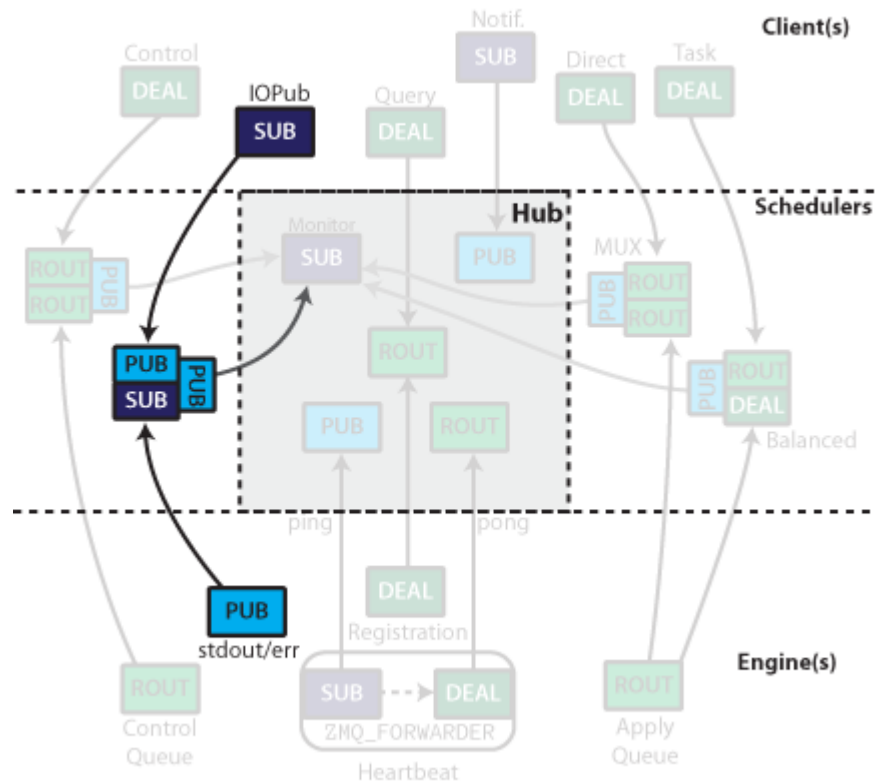 Client(s)
Notif.
SUB
Control
DEAL
IOPub
SUB
Query
DEAL
Direct
DEAL
Task
DEAL
Schedulers
Hub
Monitor
SUB
PUB
MUX
ROUT
ROUT
PUB
ROUT
ROUT
PUB
PUB
SUB
PUB
ROUT
PUB
ROUT
DEAL
Balanced
PUB
ROUT
ping
pong
PUB
stdout/err
DEAL
Registration
Engine(s)
ROUT
Control
Queue
SUB
DEAL
ZMQ_FORWARDER
Heartbeat
ROUT
Apply
Queue